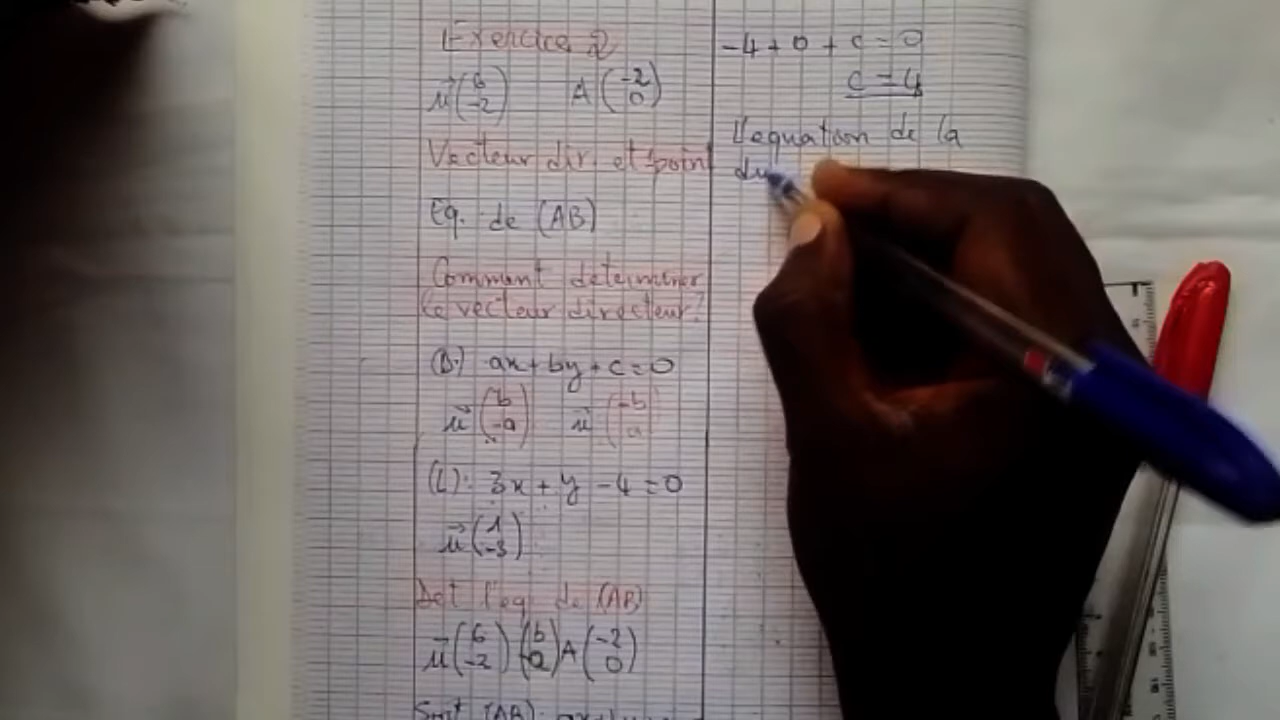 Exercice 2
u⃗(6 -2) A(-2 0)
Vecteur dir. et point
Eq. de (AB)
Comment déterminer
le vecteur directeur?
(D:) ax+by+c=0
u⃗(b -a) u⃗(-b a)
(L): 3x+y-4=0
u⃗(1 -3)
Det l'eq. de (AB)
u⃗(6 -2) (b -a) A(-2 0)
Soit (AB):
-4+0+c=0
c=4
L'equation de la